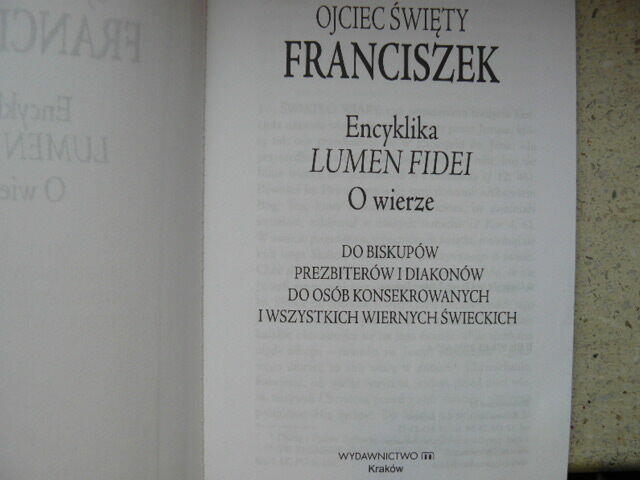 OJCIEC ŚWIĘTY
FRANCISZEK
Encyklika
LUMEN FIDEI
O wierze
DO BISKUPÓW
PREZBITERÓW I DIAKONÓW
DO OSÓB KONSEKROWANYCH
I WSZYSTKICH WIERNYCH ŚWIECKICH
WYDAWNICTWO m
Kraków